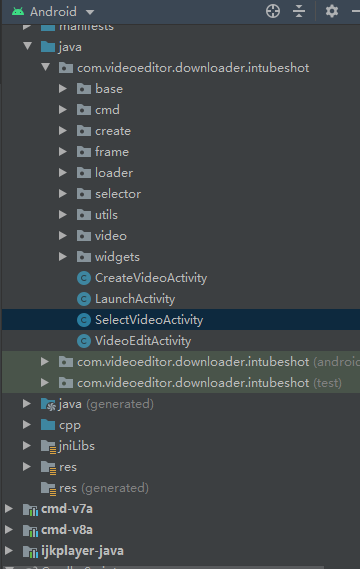 Android
manifests
java
com.videoeditor.downloader.intubeshot
base
cmd
create
frame
loader
selector
utils
video
widgets
CreateVideoActivity
LaunchActivity
SelectVideoActivity
VideoEditActivity
com.videoeditor.downloader.intubeshot (androi
com.videoeditor.downloader.intubeshot (test)
java (generated)
cpp
jniLibs
res
res (generated)
cmd-v7a
cmd-v8a
ijkplayer-java